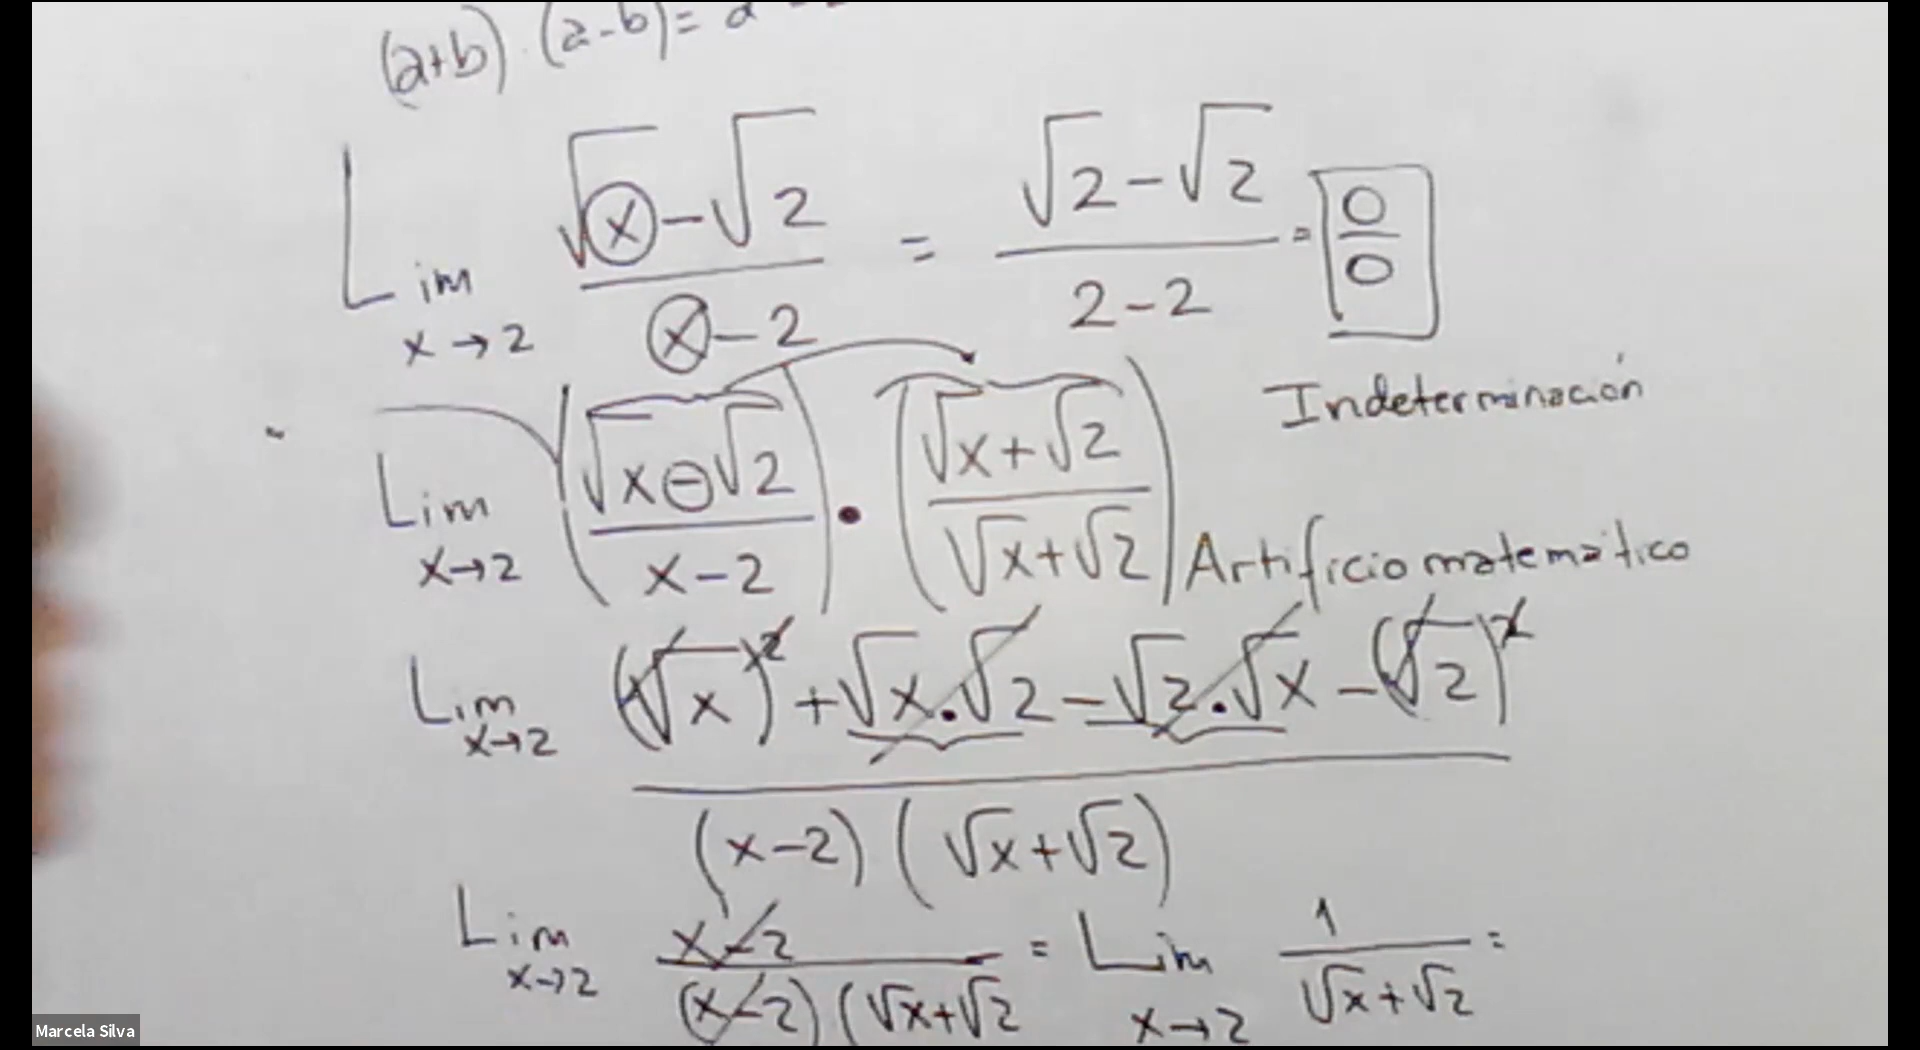 (a+b) · (a-b) = a
Lim x→2 (√x - √2)/(x - 2) = (√2 - √2)/(2 - 2) = 0/0
Indeterminación
Lim x→2 ((√x - √2)/(x - 2)) · ((√x + √2)/(√x + √2)) Artificio matemático
Lim x→2 ((√x)² + √x·√2 - √2·√x - (√2)²)/((x-2)(√x+√2))
Lim x→2 (x-2)/((x-2)(√x+√2 = Lim x→2 1/(√x+√2) =
Marcela Silva